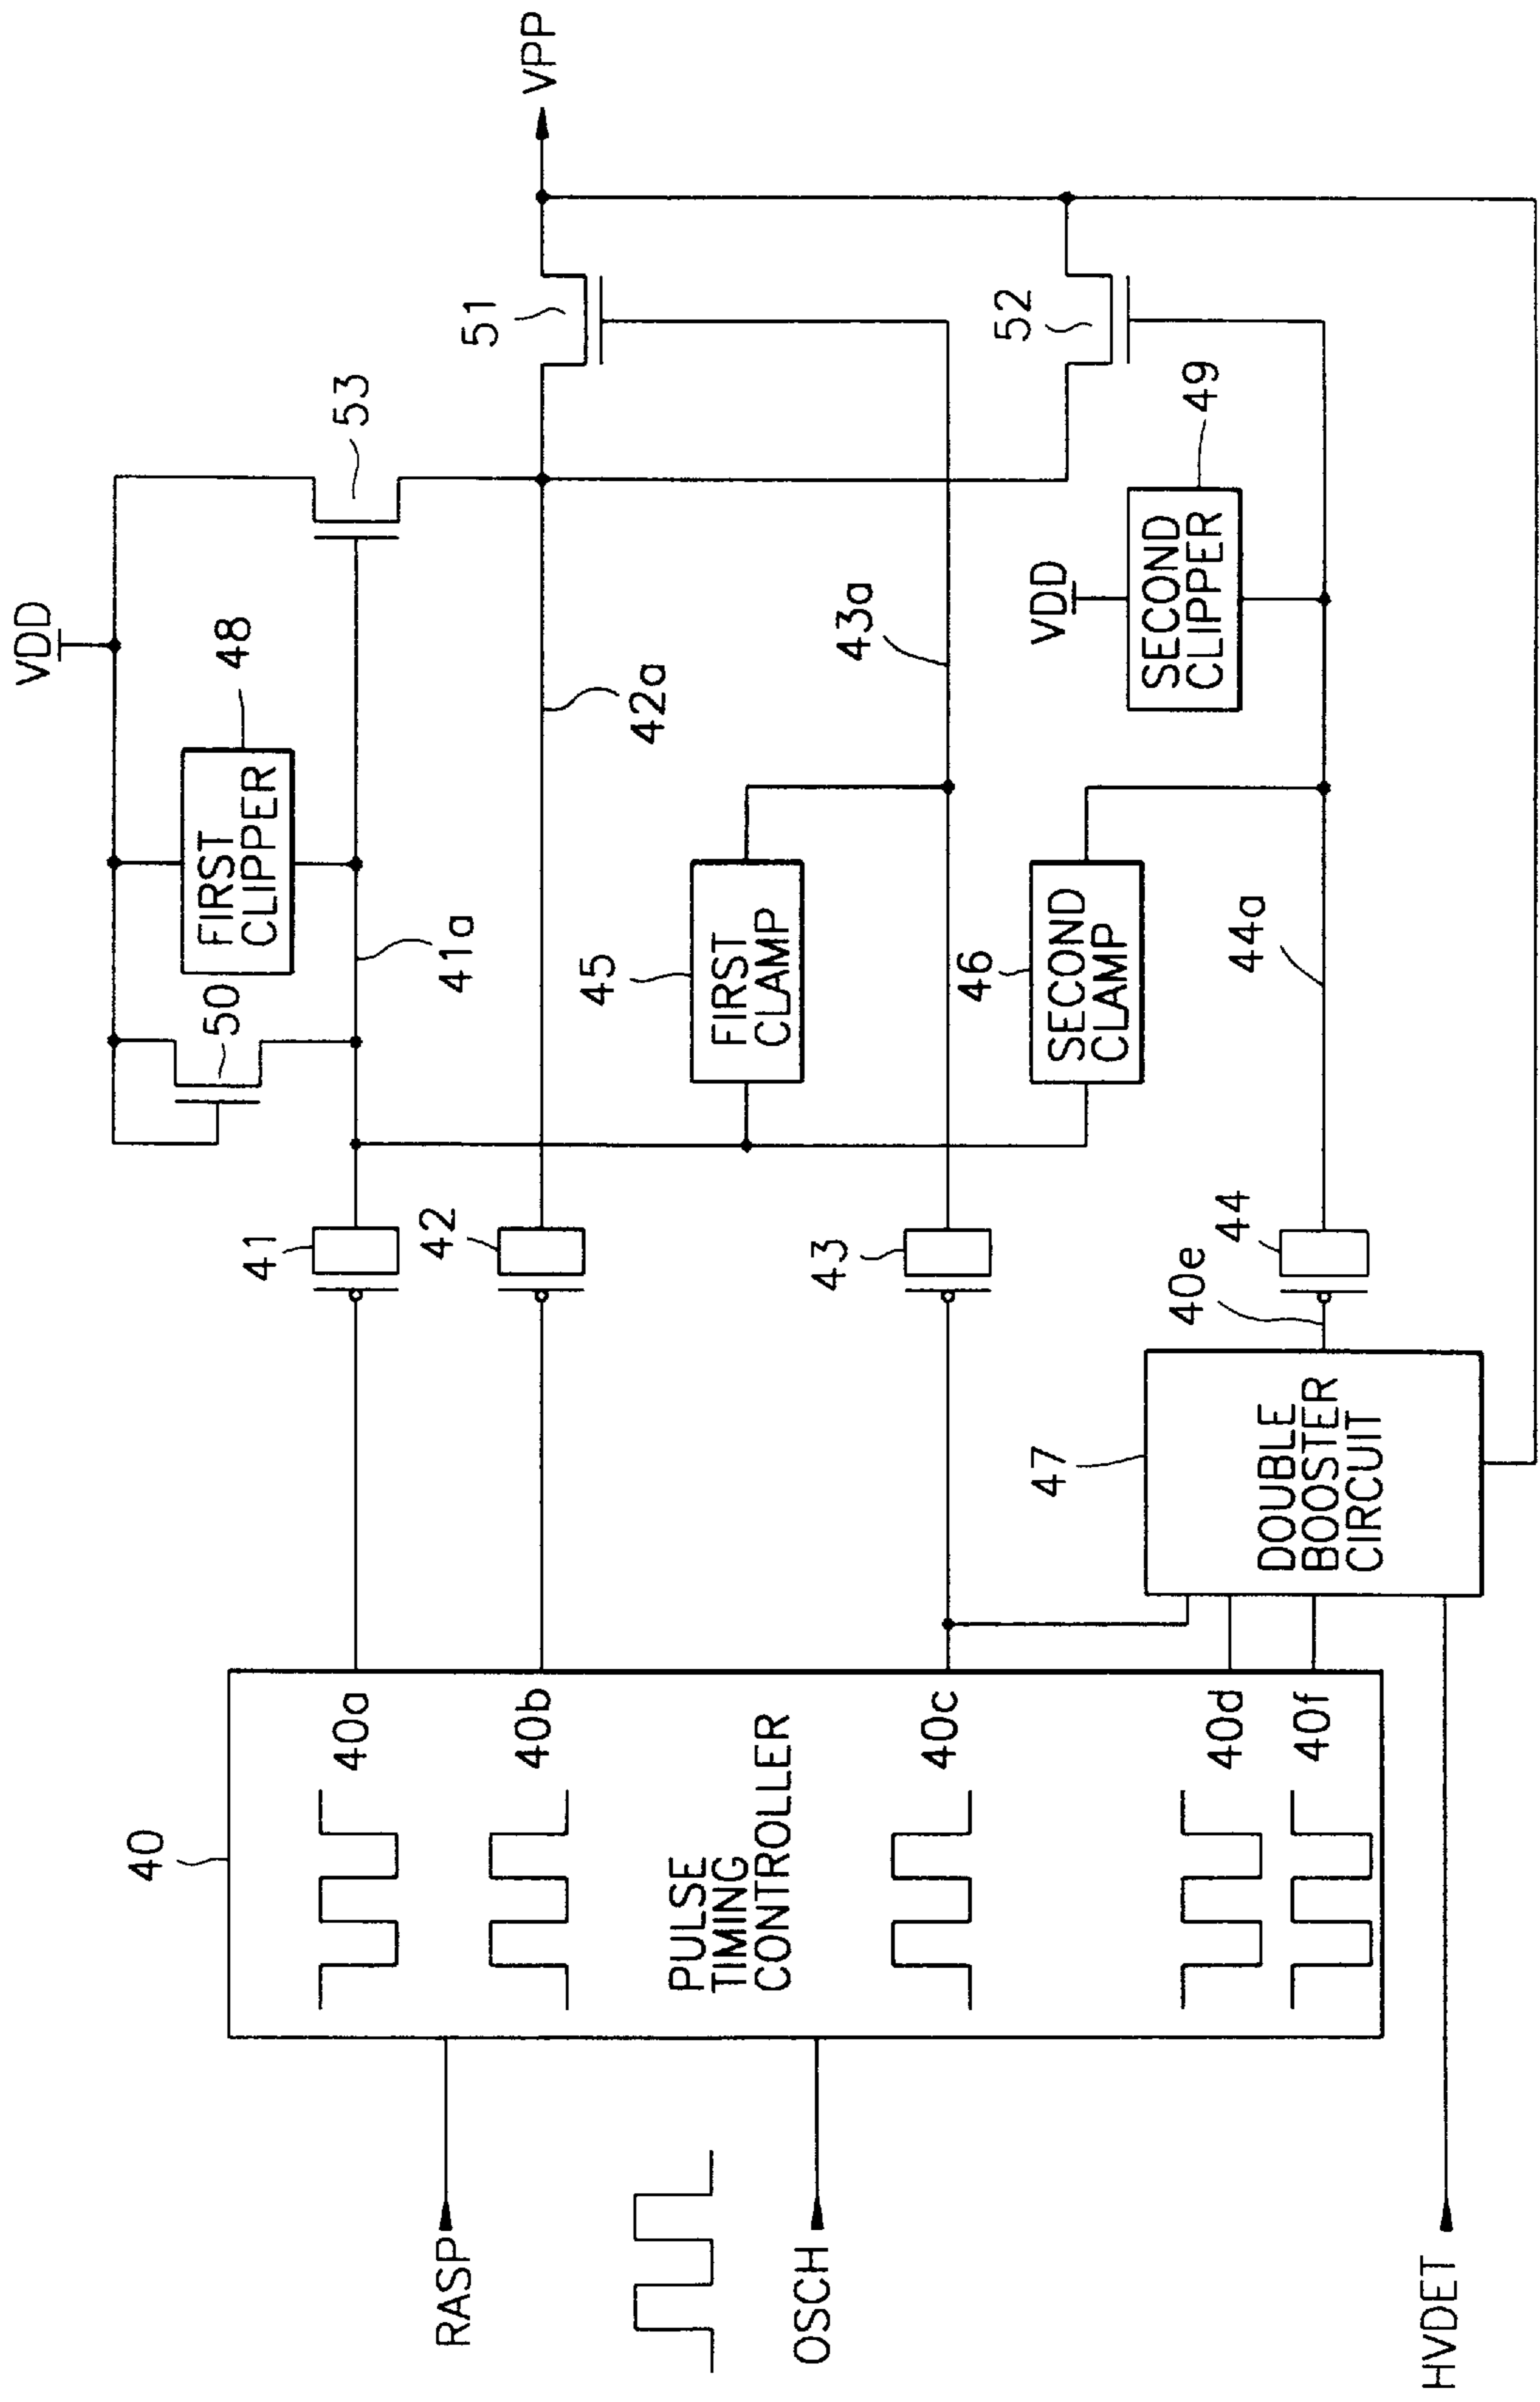 RASP
OSCH
HVDET
40
PULSE
TIMING
CONTROLLER
40a
40b
40c
40d
40f
47
DOUBLE
BOOSTER
CIRCUIT
40e
41
42
43
44
VDD
50
FIRST
CLIPPER
48
41a
53
42a
45
FIRST
CLAMP
46
SECOND
CLAMP
43a
44a
VDD
SECOND
CLIPPER
49
51
52
VPP